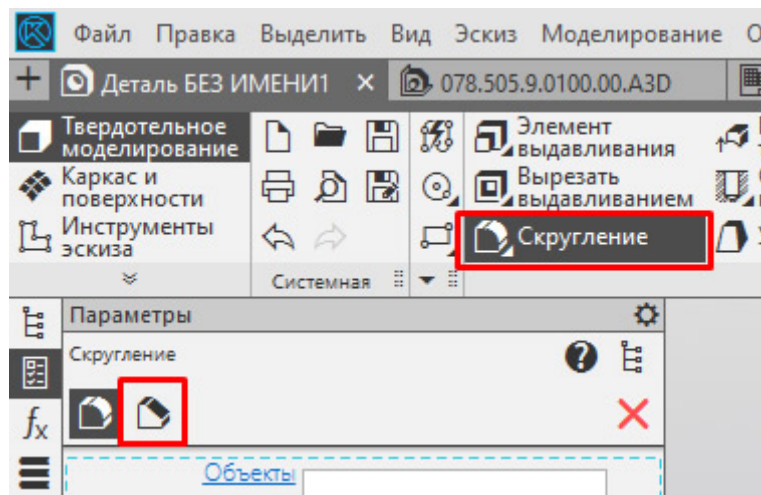 Файл Правка Выделить Вид Эскиз Моделирование
Деталь БЕЗ ИМЕНИ1 078.505.9.0100.00.A3D
Твердотельное
моделирование
Элемент
выдавливания
Каркас и
поверхности
Вырезать
выдавливанием
Инструменты
эскиза
Скругление
Системная
Параметры
Скругление
fx
Объекты